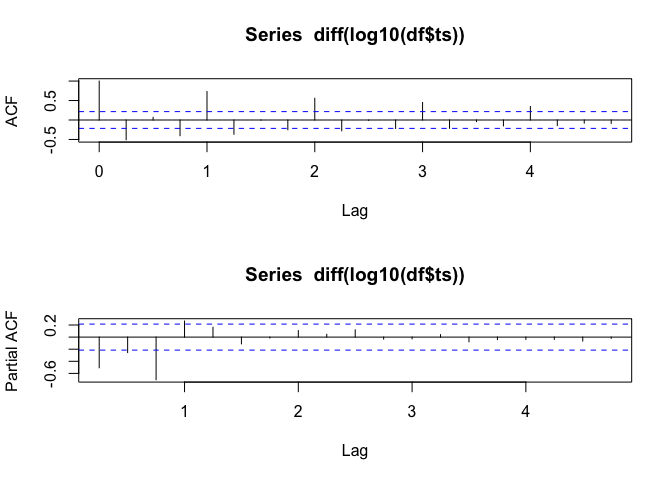 Series diff(log10(df$ts))
ACF
0.5
-0.5
0 1 2 3 4
Lag
Series diff(log10(df$ts))
Partial ACF
0.2
-0.6
1 2 3 4
Lag